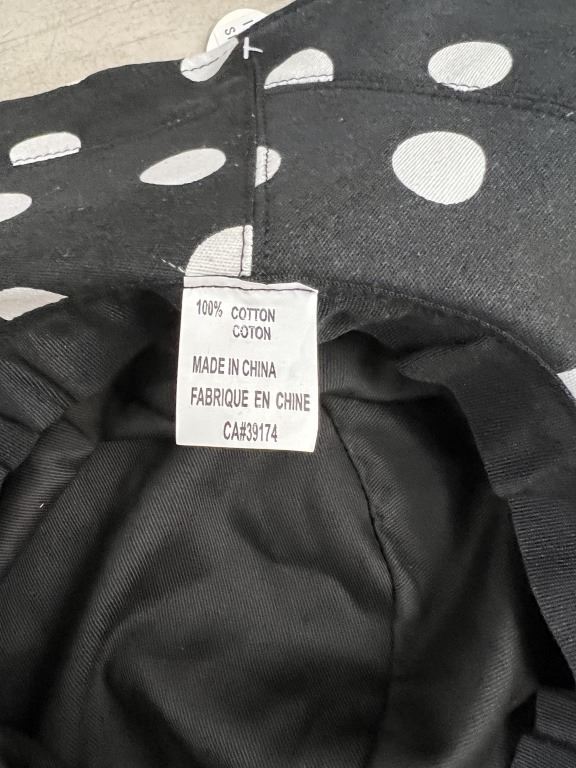 100% COTTON
COTON
MADE IN CHINA
FABRIQUE EN CHINE
CA#39174